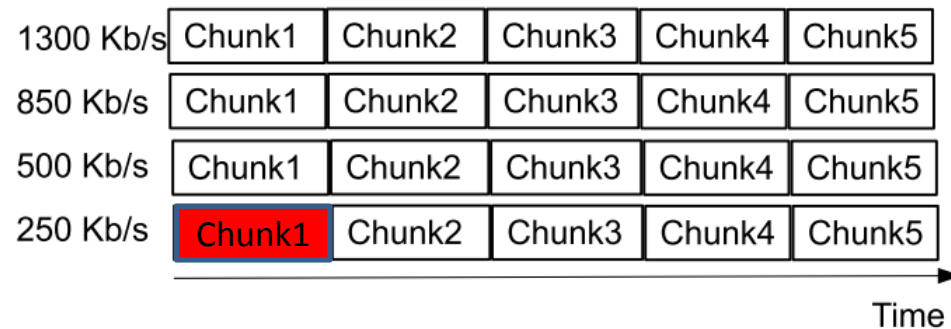 1300 Kb/s Chunk1 Chunk2 Chunk3 Chunk4 Chunk5
850 Kb/s Chunk1 Chunk2 Chunk3 Chunk4 Chunk5
500 Kb/s Chunk1 Chunk2 Chunk3 Chunk4 Chunk5
250 Kb/s Chunk1 Chunk2 Chunk3 Chunk4 Chunk5
Time